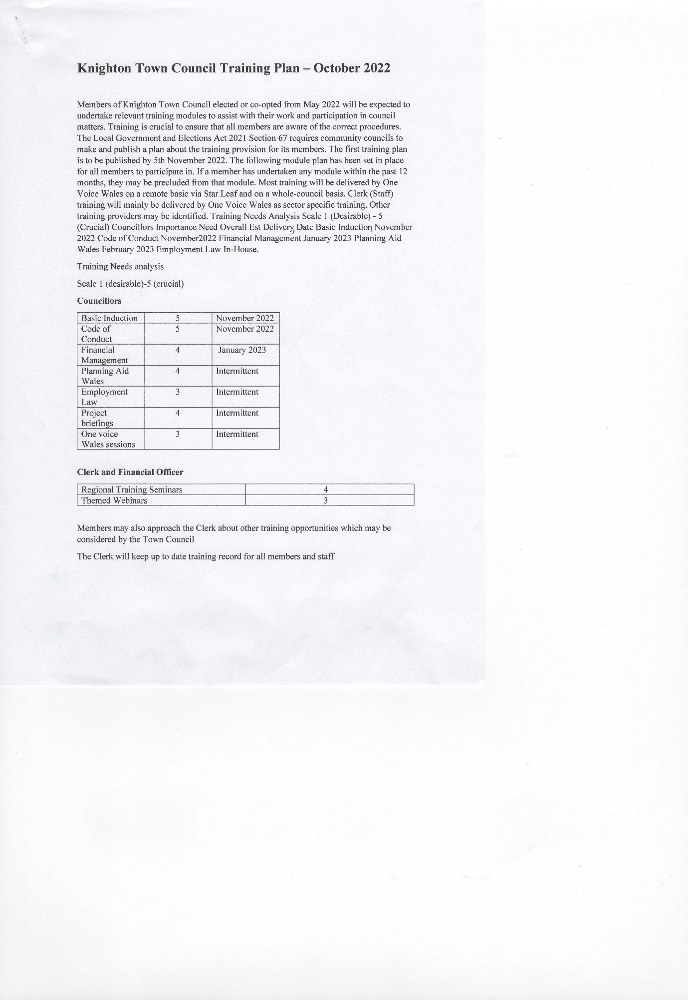 Knighton Town Council Training Plan – October 2022
Members of Knighton Town Council elected or co-opted from May 2022 will be expected to
undertake relevant training modules to assist with their work and participation in council
matters. Training is crucial to ensure that all members are aware of the correct procedures.
The Local Government and Elections Act 2021 Section 67 requires community councils to
make and publish a plan about the training provision for its members. The first training plan
is to be published by 5th November 2022. The following module plan has been set in place
for all members to participate in. If a member has undertaken any module within the past 12
months, they may be precluded from that module. Most training will be delivered by One
Voice Wales on a remote basic via Star Leaf and on a whole-council basis. Clerk (Staff)
training will mainly be delivered by One Voice Wales as sector specific training. Other
training providers may be identified. Training Needs Analysis Scale 1 (Desirable) - 5
(Crucial) Councillors Importance Need Overall Est Delivery, Date Basic Induction, November
2022 Code of Conduct November2022 Financial Management January 2023 Planning Aid
Wales February 2023 Employment Law In-House.
Training Needs analysis
Scale 1 (desirable)-5 (crucial)
Councillors
Basic Induction 5 November 2022
Code of 5 November 2022
Conduct
Financial 4 January 2023
Management
Planning Aid 4 Intermittent
Wales
Employment 3 Intermittent
Law
Project 4 Intermittent
briefings
One voice 3 Intermittent
Wales sessions
Clerk and Financial Officer
Regional Training Seminars 4
Themed Webinars 3
Members may also approach the Clerk about other training opportunities which may be
considered by the Town Council
The Clerk will keep up to date training record for all members and staff